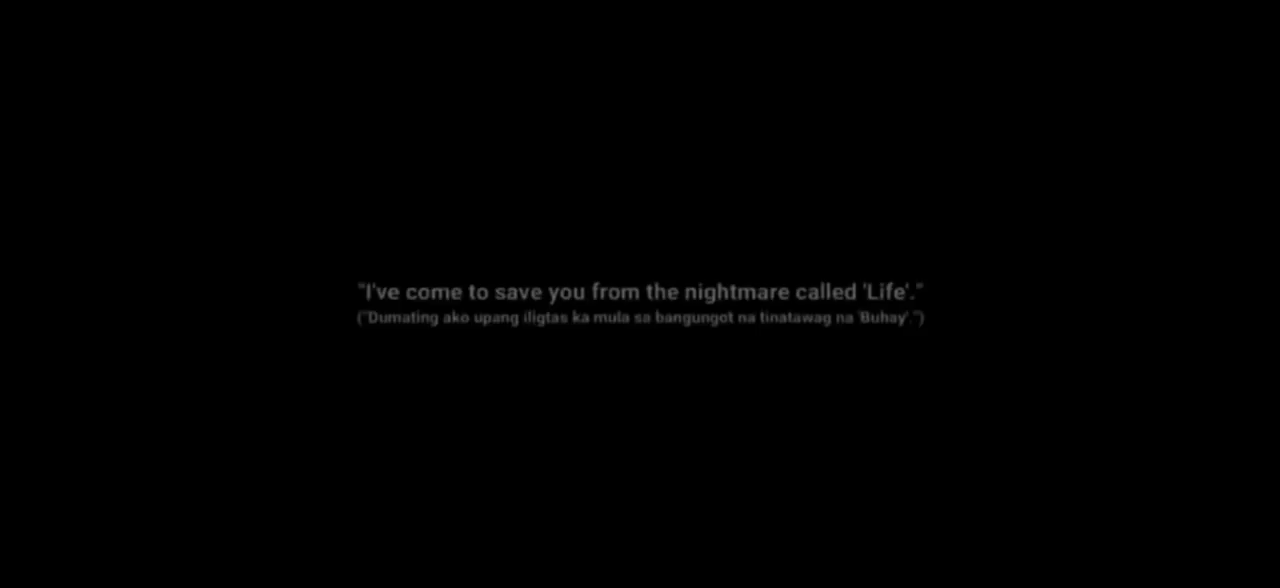 "I've come to save you from the nightmare called 'Life'."
("Dumating ako upang iligtas ka mula sa bangungot na tinatawag na 'Buhay'.")